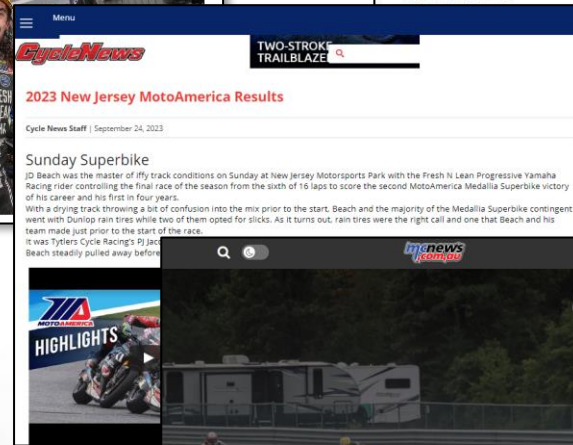 Menu
CycleNews
TWO-STROKE
2023 New Jersey MotoAmerica Results
Cycle News Staff | September 24, 2023
Sunday Superbike
JD Beach was the master of iffy track conditions on Sunday at New Jersey Motorsports Park with the Fresh N Lean Progressive Yamaha
Racing rider controlling the final race of the season from the sixth of 16 laps to score the second MotoAmerica Medallia Superbike victory
of his career and his first in four years.
With a drying track throwing a bit of confusion into the mix prior to the start, Beach and the majority of the Medallia Superbike contingent
went with Dunlop rain tires while two of them opted for slicks. As it turns out, rain tires were the right call and one that Beach and his
team made just prior to the start of the race.
It was Tytlers Cycle Racing's PJ
Beach steadily pulled away before
mcnews
.com.au
MOTOAMERICA
HIGHLIGHTS